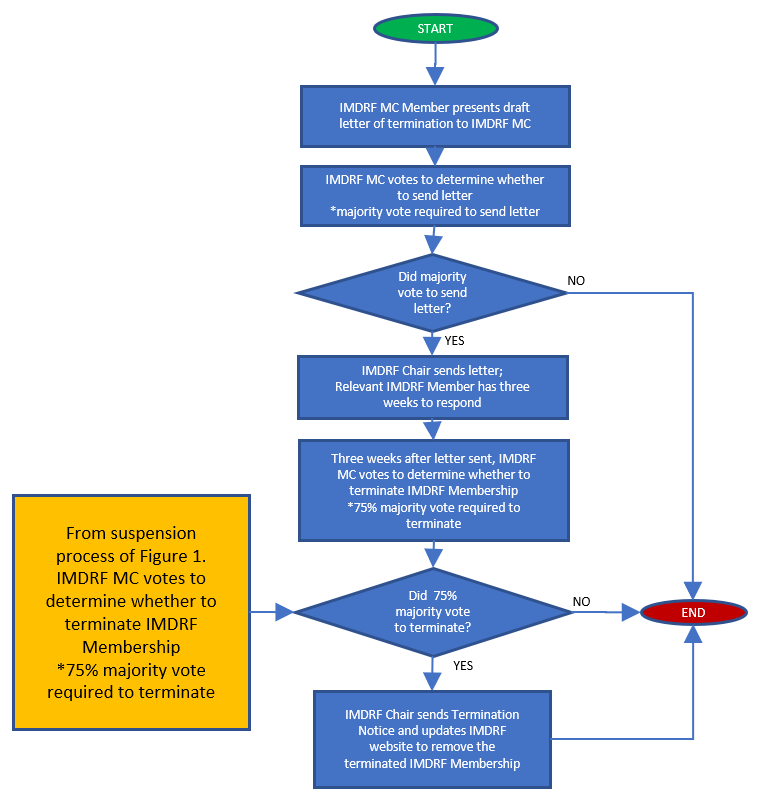 START
IMDRF MC Member presents draft
letter of termination to IMDRF MC
IMDRF MC votes to determine whether
to send letter
*majority vote required to send letter
Did majority
vote to send
letter?
NO
YES
IMDRF Chair sends letter;
Relevant IMDRF Member has three
weeks to respond
Three weeks after letter sent, IMDRF
MC votes to determine whether to
terminate IMDRF Membership
*75% majority vote required to
terminate
From suspension
process of Figure 1.
IMDRF MC votes to
determine whether to
terminate IMDRF
Membership
*75% majority vote
required to terminate
Did 75%
majority vote
to terminate?
NO
END
YES
IMDRF Chair sends Termination
Notice and updates IMDRF
website to remove the
terminated IMDRF Membership